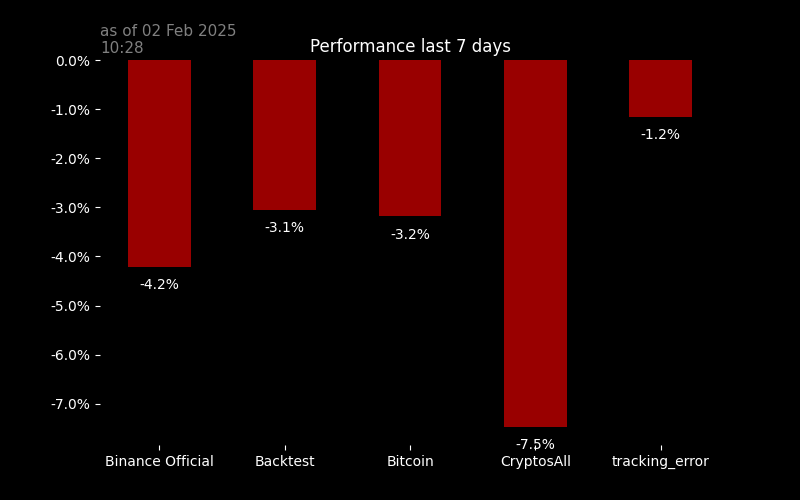 as of 02 Feb 2025
10:28
Performance last 7 days
0.0%
-1.0%
-2.0%
-3.0%
-4.0%
-5.0%
-6.0%
-7.0%
-4.2%
-3.1%
-3.2%
-7.5%
-1.2%
Binance Official
Backtest
Bitcoin
CryptosAll
tracking_error